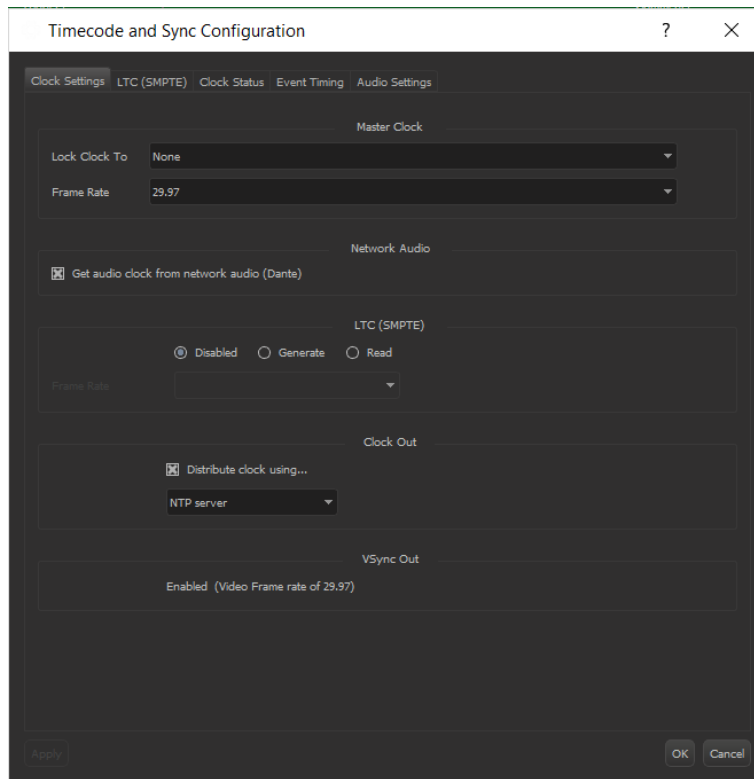 Timecode and Sync Configuration ? ×
Clock Settings LTC (SMPTE) Clock Status Event Timing Audio Settings
Master Clock
Lock Clock To None
Frame Rate 29.97
Network Audio
Get audio clock from network audio (Dante)
LTC (SMPTE)
Disabled Generate Read
Frame Rate
Clock Out
Distribute clock using...
NTP server
VSync Out
Enabled (Video Frame rate of 29.97)
Apply OK Cancel